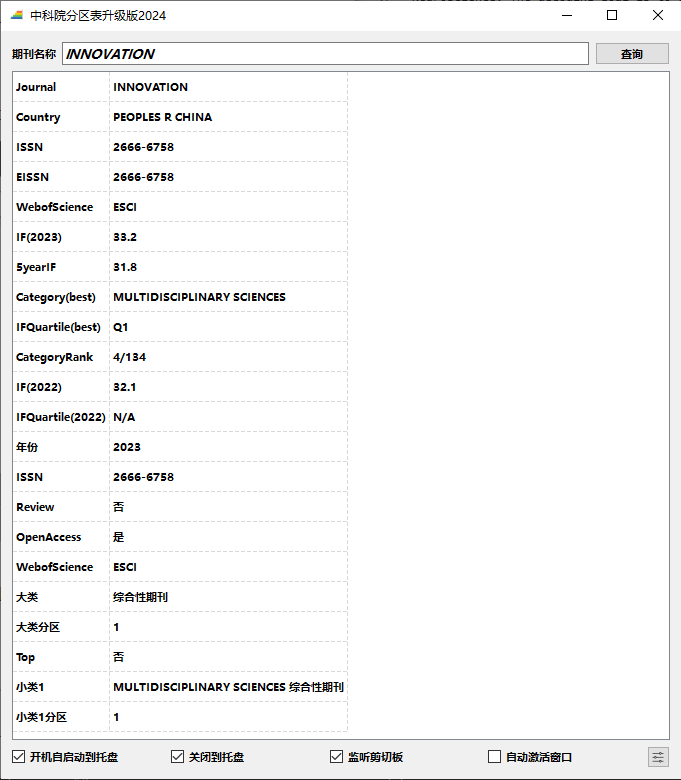 中科院分区表升级版2024
期刊名称 INNOVATION 查询
Journal INNOVATION
Country PEOPLES R CHINA
ISSN 2666-6758
EISSN 2666-6758
WebofScience ESCI
IF(2023) 33.2
5yearIF 31.8
Category(best) MULTIDISCIPLINARY SCIENCES
IFQuartile(best) Q1
CategoryRank 4/134
IF(2022) 32.1
IFQuartile(2022) N/A
年份 2023
ISSN 2666-6758
Review 否
OpenAccess 是
WebofScience ESCI
大类 综合性期刊
大类分区 1
Top 否
小类1 MULTIDISCIPLINARY SCIENCES 综合性期刊
小类1分区 1
开机自启动到托盘 关闭到托盘 监听剪切板 自动激活窗口